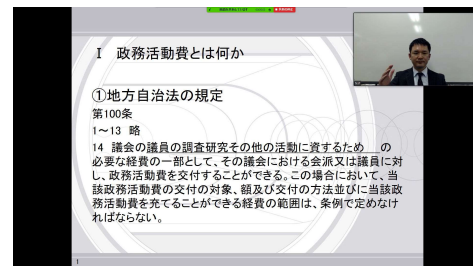 Ⅰ 政務活動費とは何か
①地方自治法の規定
第100条
1～13 略
14 議会の議員の調査研究その他の活動に資するため の
必要な経費の一部として、その議会における会派又は議員に対
し、政務活動費を交付することができる。この場合において、当
該政務活動費の交付の対象、額及び交付の方法並びに当該政
務活動費を充てることができる経費の範囲は、条例で定めなけ
ればならない。
1